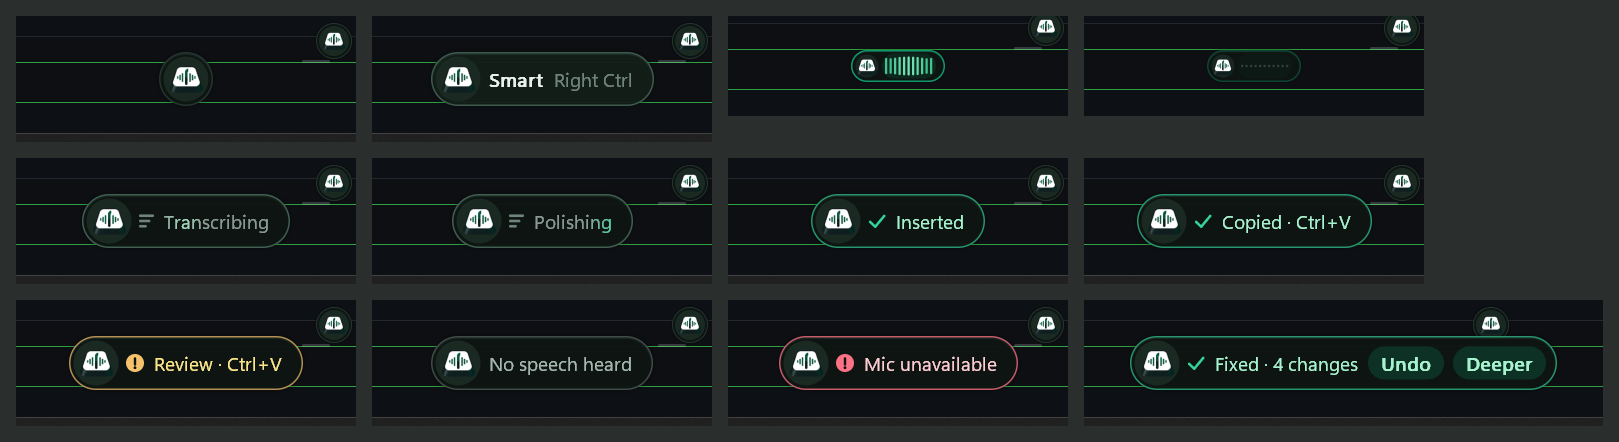 Smart Right Ctrl
Transcribing
Polishing
Inserted
Copied · Ctrl+V
Review · Ctrl+V
No speech heard
Mic unavailable
Fixed · 4 changes Undo Deeper